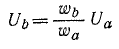 U_b = \frac{w_b}{w_a} U_a